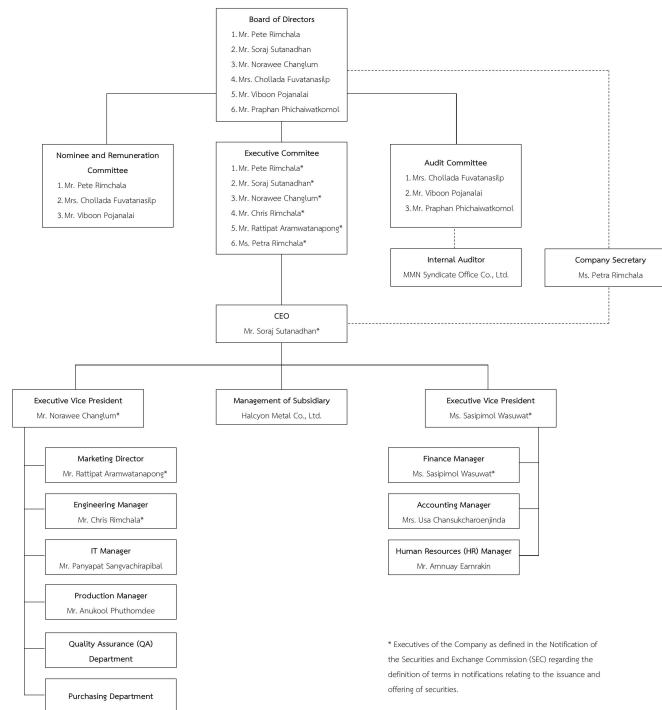 Board of Directors
1. Mr. Pete Rimchala
2. Mr. Soraj Sutanadhan
3. Mr. Norawee Changlum
4. Mrs. Chollada Fuvatanasilp
5. Mr. Viboon Pojanalai
6. Mr. Praphan Phichaiwatkomol
Nominee and Remuneration
Committee
1. Mr. Pete Rimchala
2. Mrs. Chollada Fuvatanasilp
3. Mr. Viboon Pojanalai
Executive Commitee
1. Mr. Pete Rimchala*
2. Mr. Soraj Sutanadhan*
3. Mr. Norawee Changlum*
4. Mr. Chris Rimchala*
5. Mr. Rattipat Aramwatanapong*
6. Ms. Petra Rimchala*
Audit Committee
1. Mrs. Chollada Fuvatanasilp
2. Mr. Viboon Pojanalai
3. Mr. Praphan Phichaiwatkomol
Internal Auditor
MMN Syndicate Office Co., Ltd.
Company Secretary
Ms. Petra Rimchala
CEO
Mr. Soraj Sutanadhan*
Executive Vice President
Mr. Norawee Changlum*
Management of Subsidiary
Halcyon Metal Co., Ltd.
Executive Vice President
Ms. Sasipimol Wasuwat*
Marketing Director
Mr. Rattipat Aramwatanapong*
Engineering Manager
Mr. Chris Rimchala*
IT Manager
Mr. Panyapat Sangvachirapibal
Production Manager
Mr. Anukool Phuthomdee
Quality Assurance (QA)
Department
Purchasing Department
Finance Manager
Ms. Sasipimol Wasuwat*
Accounting Manager
Mrs. Usa Chansukcharoenjinda
Human Resources (HR) Manager
Mr. Amnuay Eamrakin
* Executives of the Company as defined in the Notification of
the Securities and Exchange Commission (SEC) regarding the
definition of terms in notifications relating to the issuance and
offering of securities.